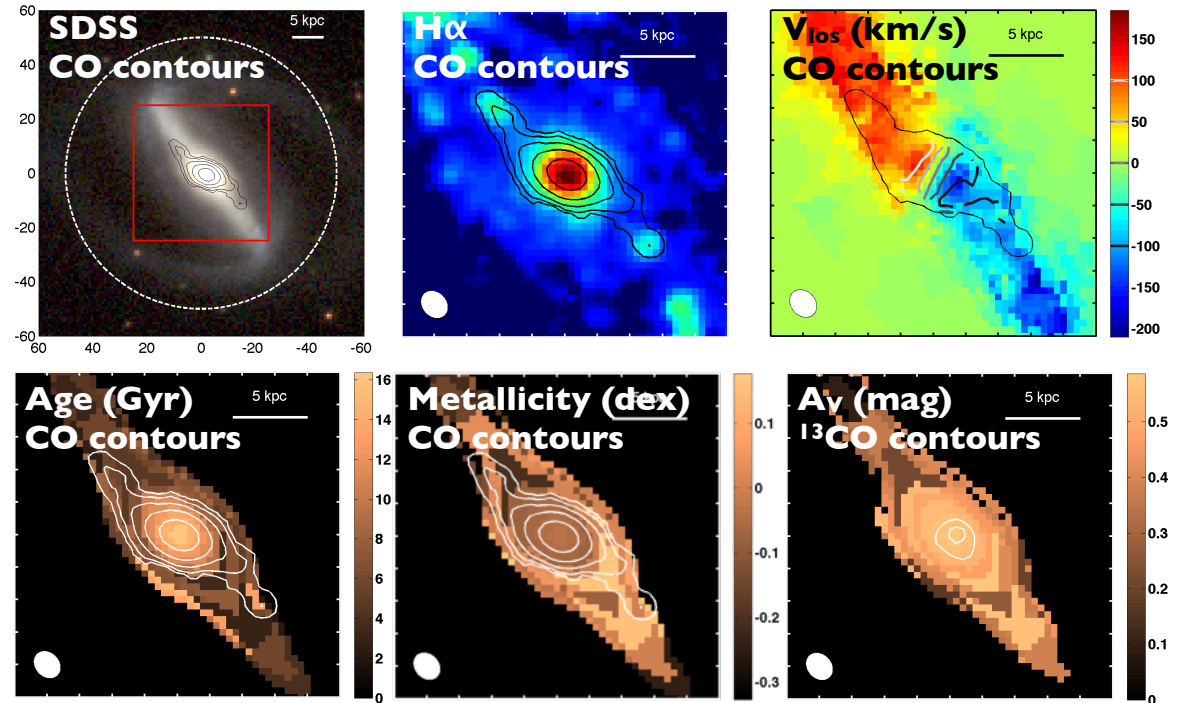 SDSS
CO contours
5 kpc
60
40
20
0
-20
-40
-60
60
40
20
0
-20
-40
-60
Hα
CO contours
5 kpc
Vlos (km/s)
CO contours
5 kpc
150
100
50
0
-50
-100
-150
-200
Age (Gyr)
CO contours
5 kpc
16
14
12
10
8
6
4
2
0
Metallicity (dex)
CO contours
0.1
0
-0.1
-0.2
-0.3
AV (mag)
13CO contours
5 kpc
0.5
0.4
0.3
0.2
0.1
0